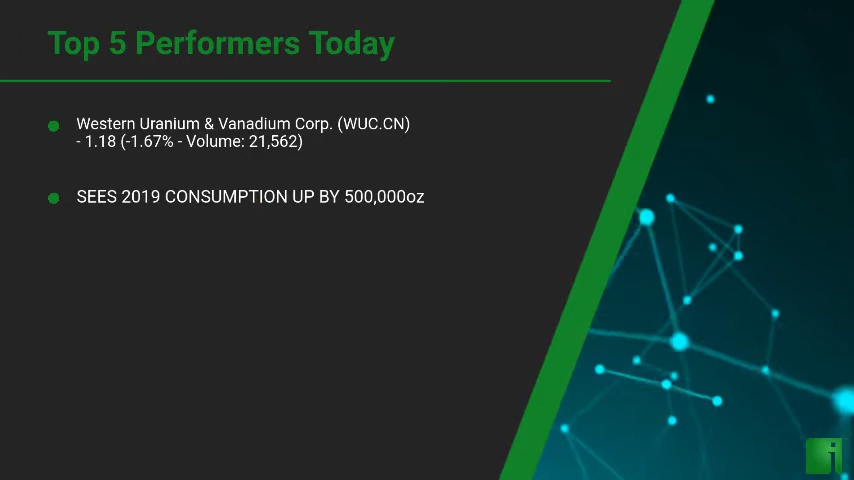 Top 5 Performers Today
Western Uranium & Vanadium Corp. (WUC.CN)
- 1.18 (-1.67% - Volume: 21,562)
SEES 2019 CONSUMPTION UP BY 500,000oz
i